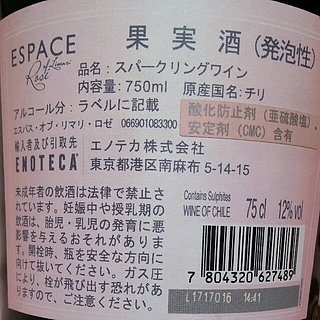 ESPACE
of Limari
Rosé
果実酒（発泡性）
品名：スパークリングワイン
内容量：750ml　原産国名：チリ
アルコール分：ラベルに記載
酸化防止剤（亜硫酸塩）、
安定剤（CMC）含有
エスパス・オブ・リマリ・ロゼ 066901083300
輸入者及び引取先
ENOTECA エノテカ株式会社
東京都港区南麻布 5-14-15
未成年者の飲酒は法律で禁止さ
れています。妊娠中や授乳期の
飲酒は、胎児・乳児の発育に悪
影響を与えるおそれがありま
す。開栓時、瓶を安全な方向に
向けて抜いてください。ガス圧
により、栓が飛び出す恐れがあ
りますので、ご注意ください。
Contains Sulphites
WINE OF CHILE 75 cl 12%vol
7 804320 627489
L1717016 14:41